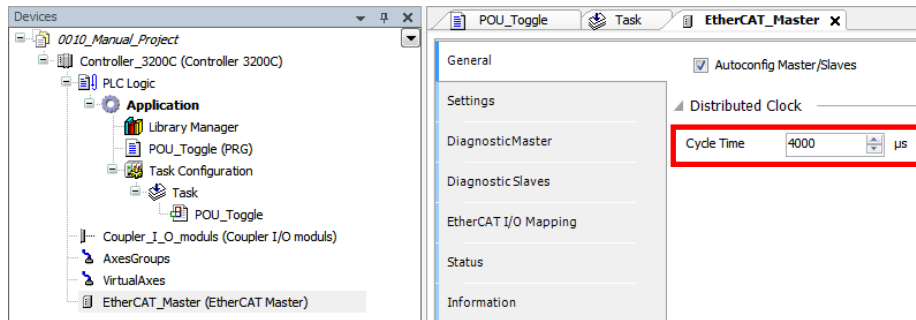 Devices
0010_Manual_Project
Controller_3200C (Controller 3200C)
PLC Logic
Application
Library Manager
POU_Toggle (PRG)
Task Configuration
Task
POU_Toggle
Coupler_I_O_moduls (Coupler I/O moduls)
AxesGroups
VirtualAxes
EtherCAT_Master (EtherCAT Master)
POU_Toggle Task EtherCAT_Master
General
Settings
DiagnosticMaster
Diagnostic Slaves
EtherCAT I/O Mapping
Status
Information
Autoconfig Master/Slaves
Distributed Clock
Cycle Time 4000 µs